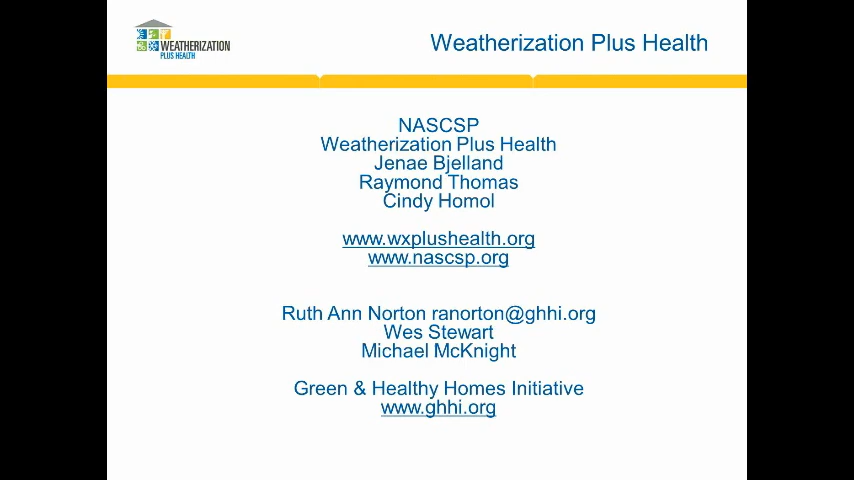 WEATHERIZATION
PLUS HEALTH
Weatherization Plus Health
NASCSP
Weatherization Plus Health
Jenae Bjelland
Raymond Thomas
Cindy Homol
www.wxplushealth.org
www.nascsp.org
Ruth Ann Norton ranorton@ghhi.org
Wes Stewart
Michael McKnight
Green & Healthy Homes Initiative
www.ghhi.org